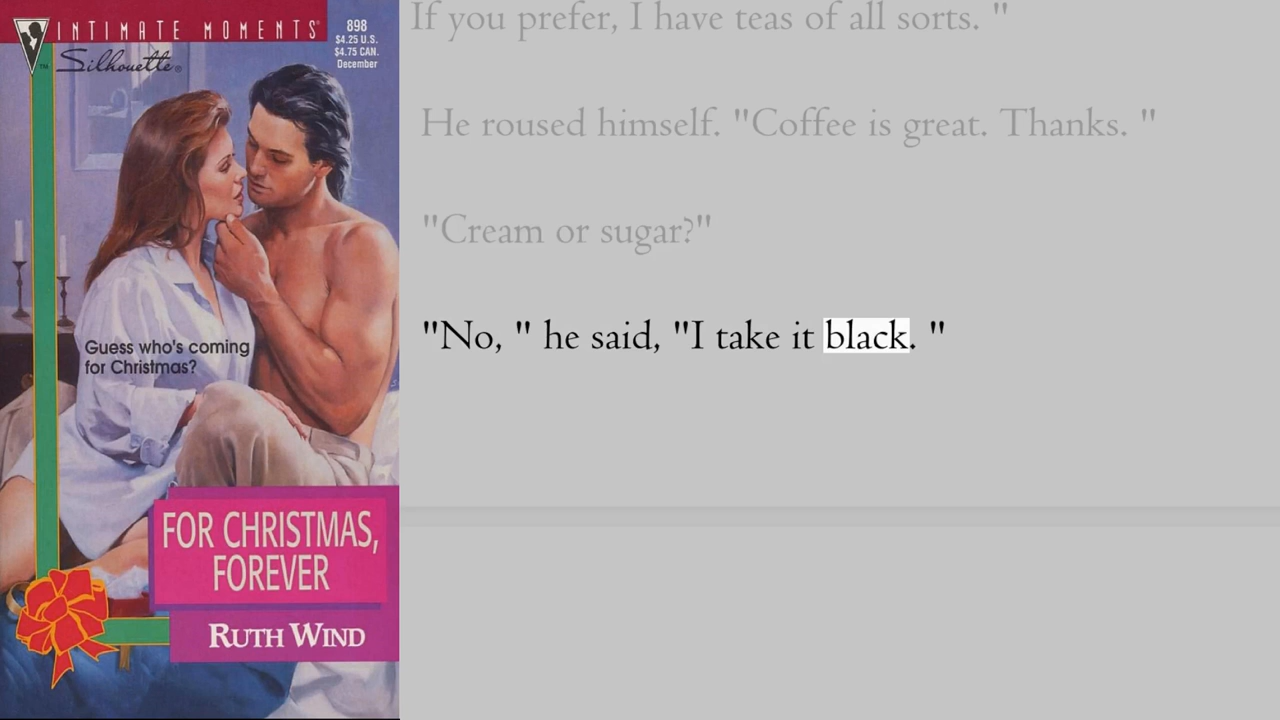 INTIMATE MOMENTS®
Silhouette®
TM
898
$4.25 U.S.
$4.75 CAN.
December
Guess who's coming
for Christmas?
FOR CHRISTMAS,
FOREVER
RUTH WIND
If you prefer, I have teas of all sorts. "
He roused himself. "Coffee is great. Thanks. "
"Cream or sugar?"
"No, " he said, "I take it black. "